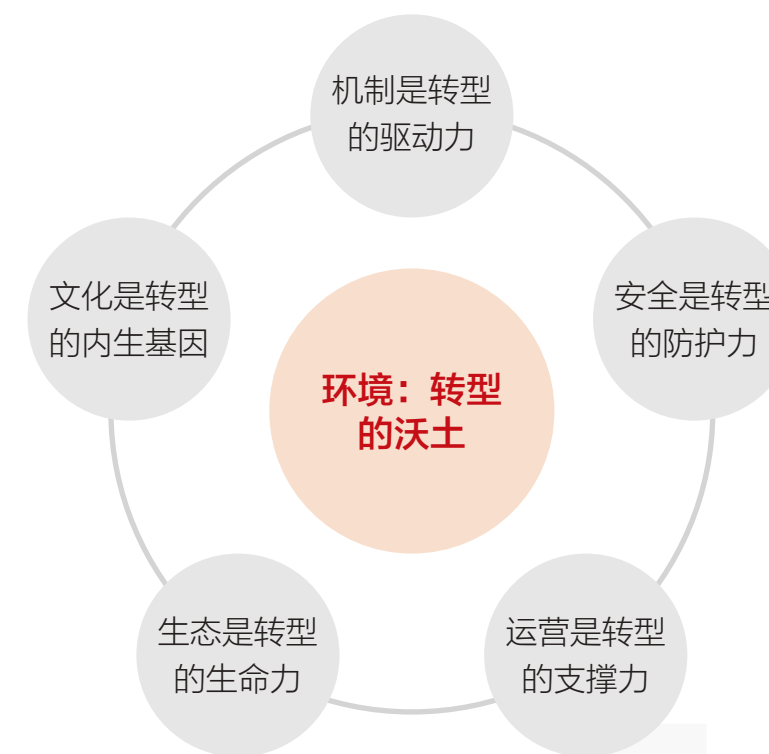 机制是转型
的驱动力
文化是转型
的内生基因
安全是转型
的防护力
环境：转型
的沃土
生态是转型
的生命力
运营是转型
的支撑力